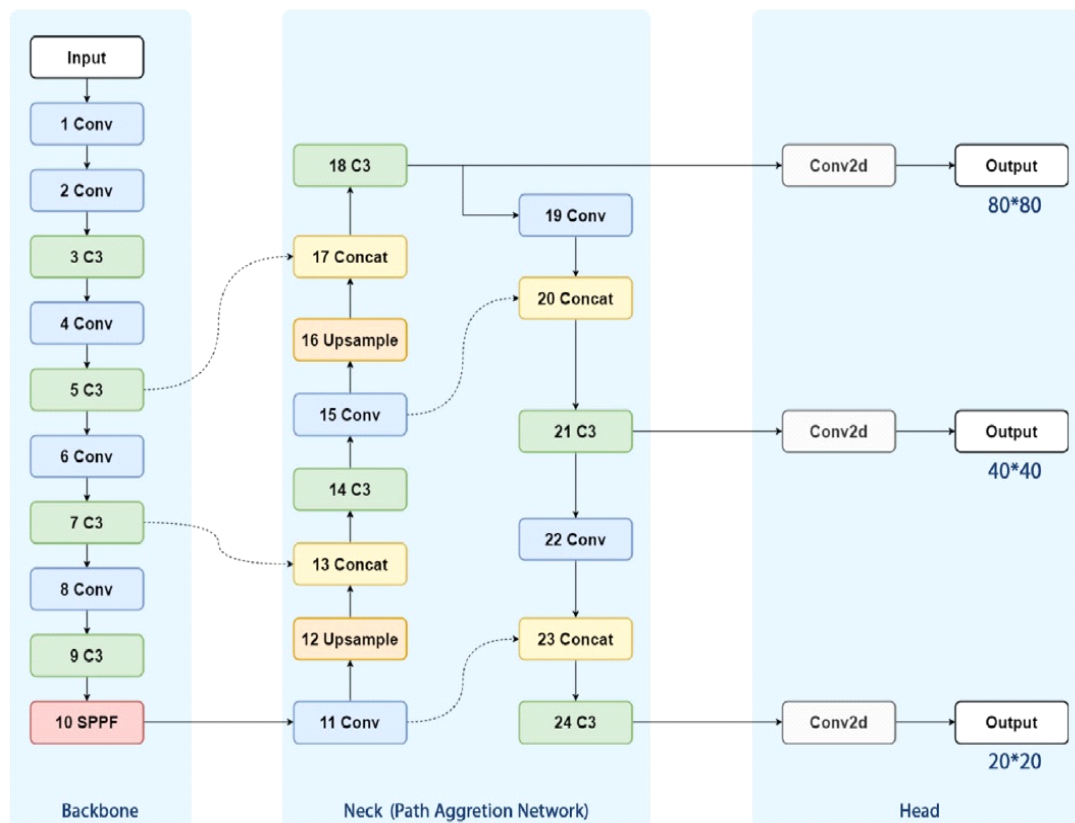 Input
1 Conv
2 Conv
3 C3
4 Conv
5 C3
6 Conv
7 C3
8 Conv
9 C3
10 SPPF
Backbone
18 C3
17 Concat
16 Upsample
15 Conv
14 C3
13 Concat
12 Upsample
11 Conv
19 Conv
20 Concat
21 C3
22 Conv
23 Concat
24 C3
Neck (Path Aggretion Network)
Conv2d
Output
80*80
Conv2d
Output
40*40
Conv2d
Output
20*20
Head